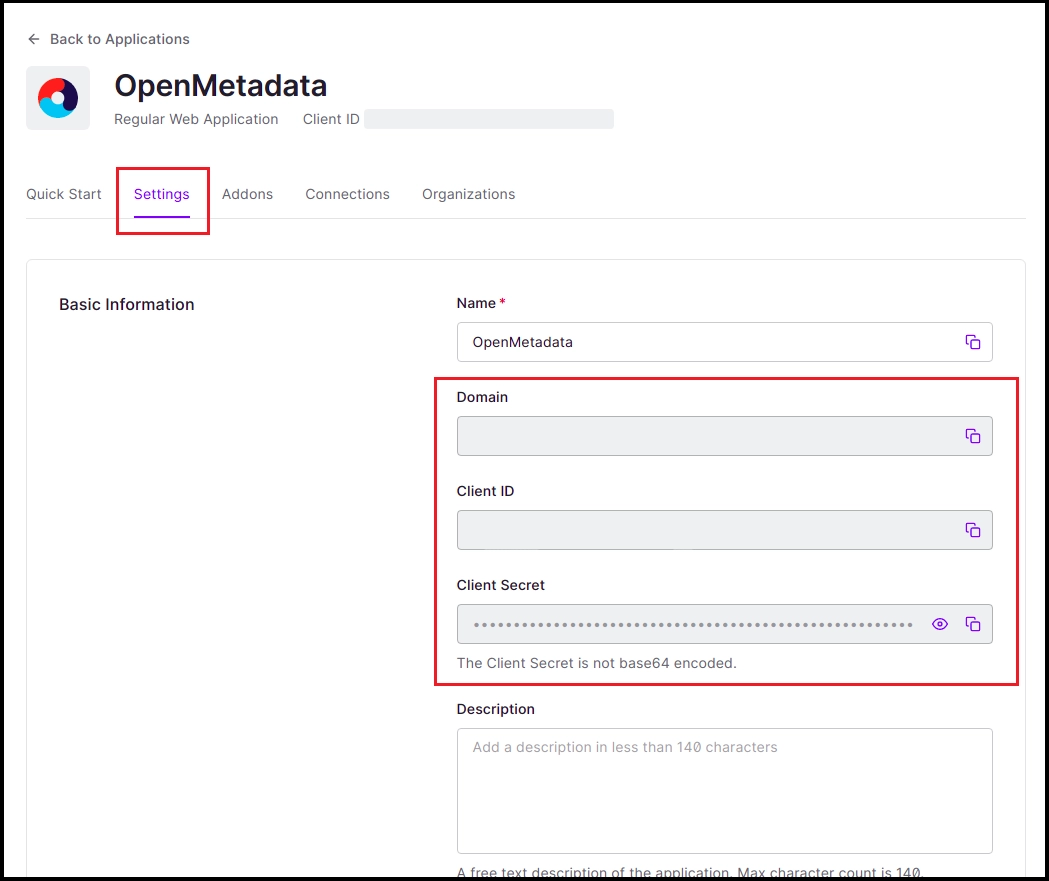 Back to Applications
OpenMetadata
Regular Web Application Client ID
Quick Start Settings Addons Connections Organizations
Basic Information
Name *
OpenMetadata
Domain
Client ID
Client Secret
••••••••••••••••••••••••••••••••••••••••••••••••••••••••
The Client Secret is not base64 encoded.
Description
Add a description in less than 140 characters
A free text description of the application. Max character count is 140.